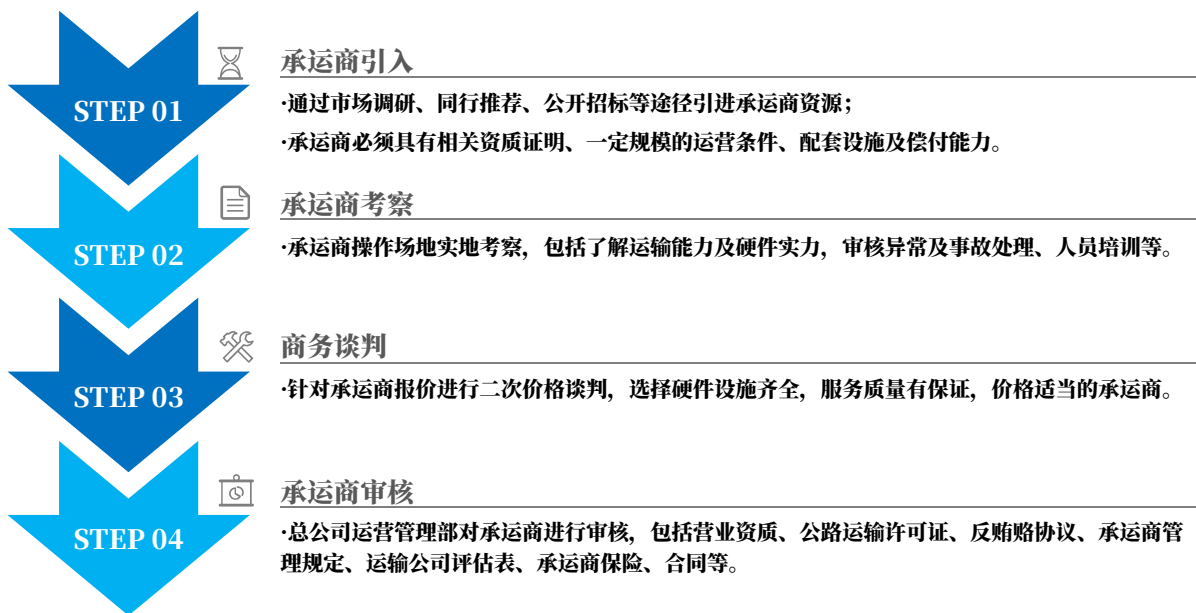 STEP 01
承运商引入
·通过市场调研、同行推荐、公开招标等途径引进承运商资源；
·承运商必须具有相关资质证明、一定规模的运营条件、配套设施及偿付能力。
STEP 02
承运商考察
·承运商操作场地实地考察，包括了解运输能力及硬件实力，审核异常及事故处理、人员培训等。
STEP 03
商务谈判
·针对承运商报价进行二次价格谈判，选择硬件设施齐全，服务质量有保证，价格适当的承运商。
STEP 04
承运商审核
·总公司运营管理部对承运商进行审核，包括营业资质、公路运输许可证、反贿赂协议、承运商管
理规定、运输公司评估表、承运商保险、合同等。